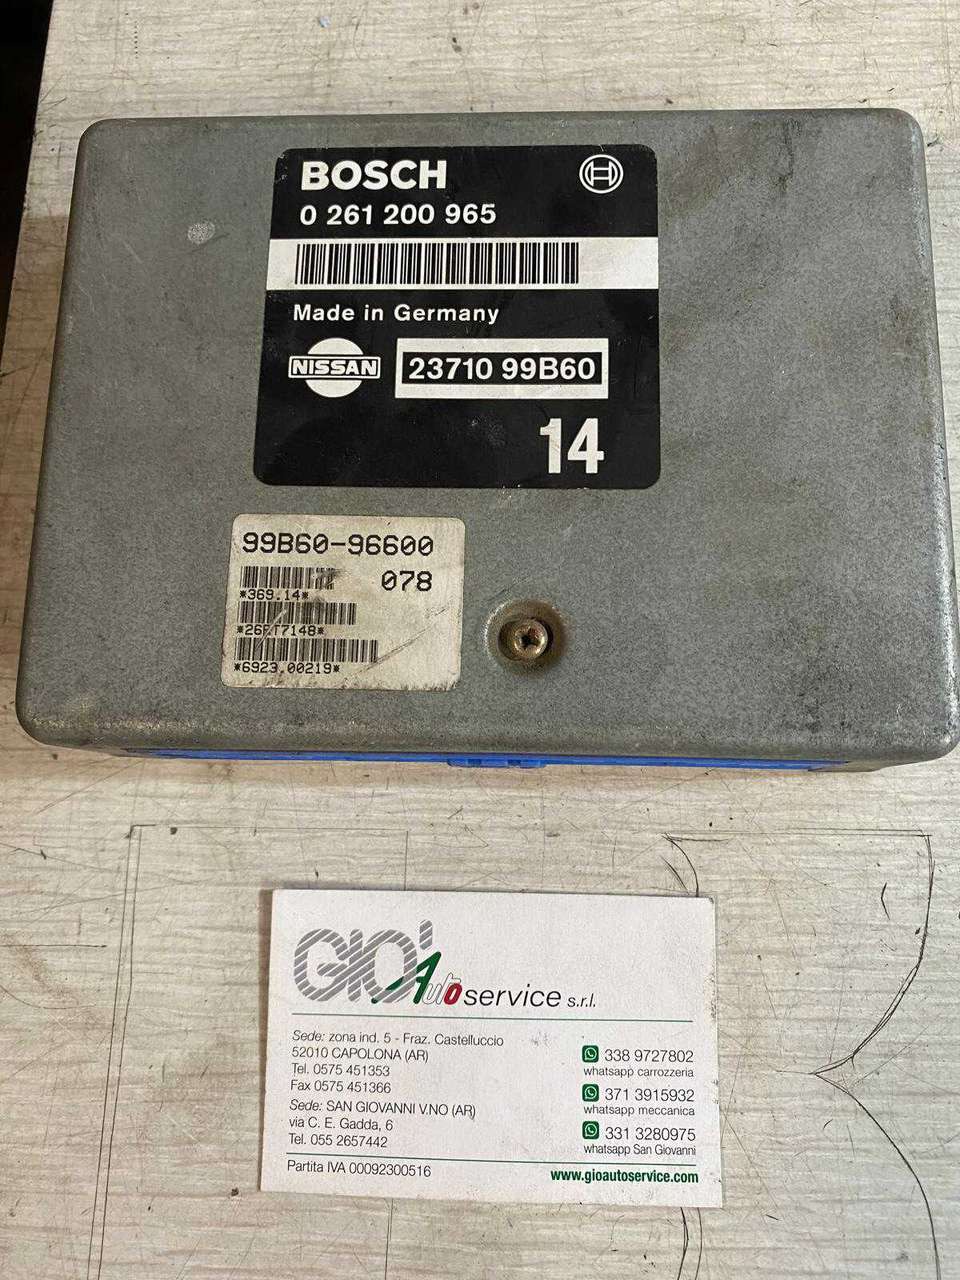 BOSCH
0 261 200 965
Made in Germany
NISSAN
23710 99B60
14
99B60-96600
078
*369.14*
*6923.00219*
GIO' Autoservice s.r.l.
Sede: zona ind. 5 - Fraz. Castelluccio
52010 CAPOLONA (AR)
Tel. 0575 451353
Fax 0575 451366
Sede: SAN GIOVANNI V.NO (AR)
via C. E. Gadda, 6
Tel. 055 2657442
338 9727802
whatsapp carrozzeria
371 3915932
whatsapp meccanica
331 3280975
whatsapp San Giovanni
Partita IVA 00092300516
www.gioautoservice.com